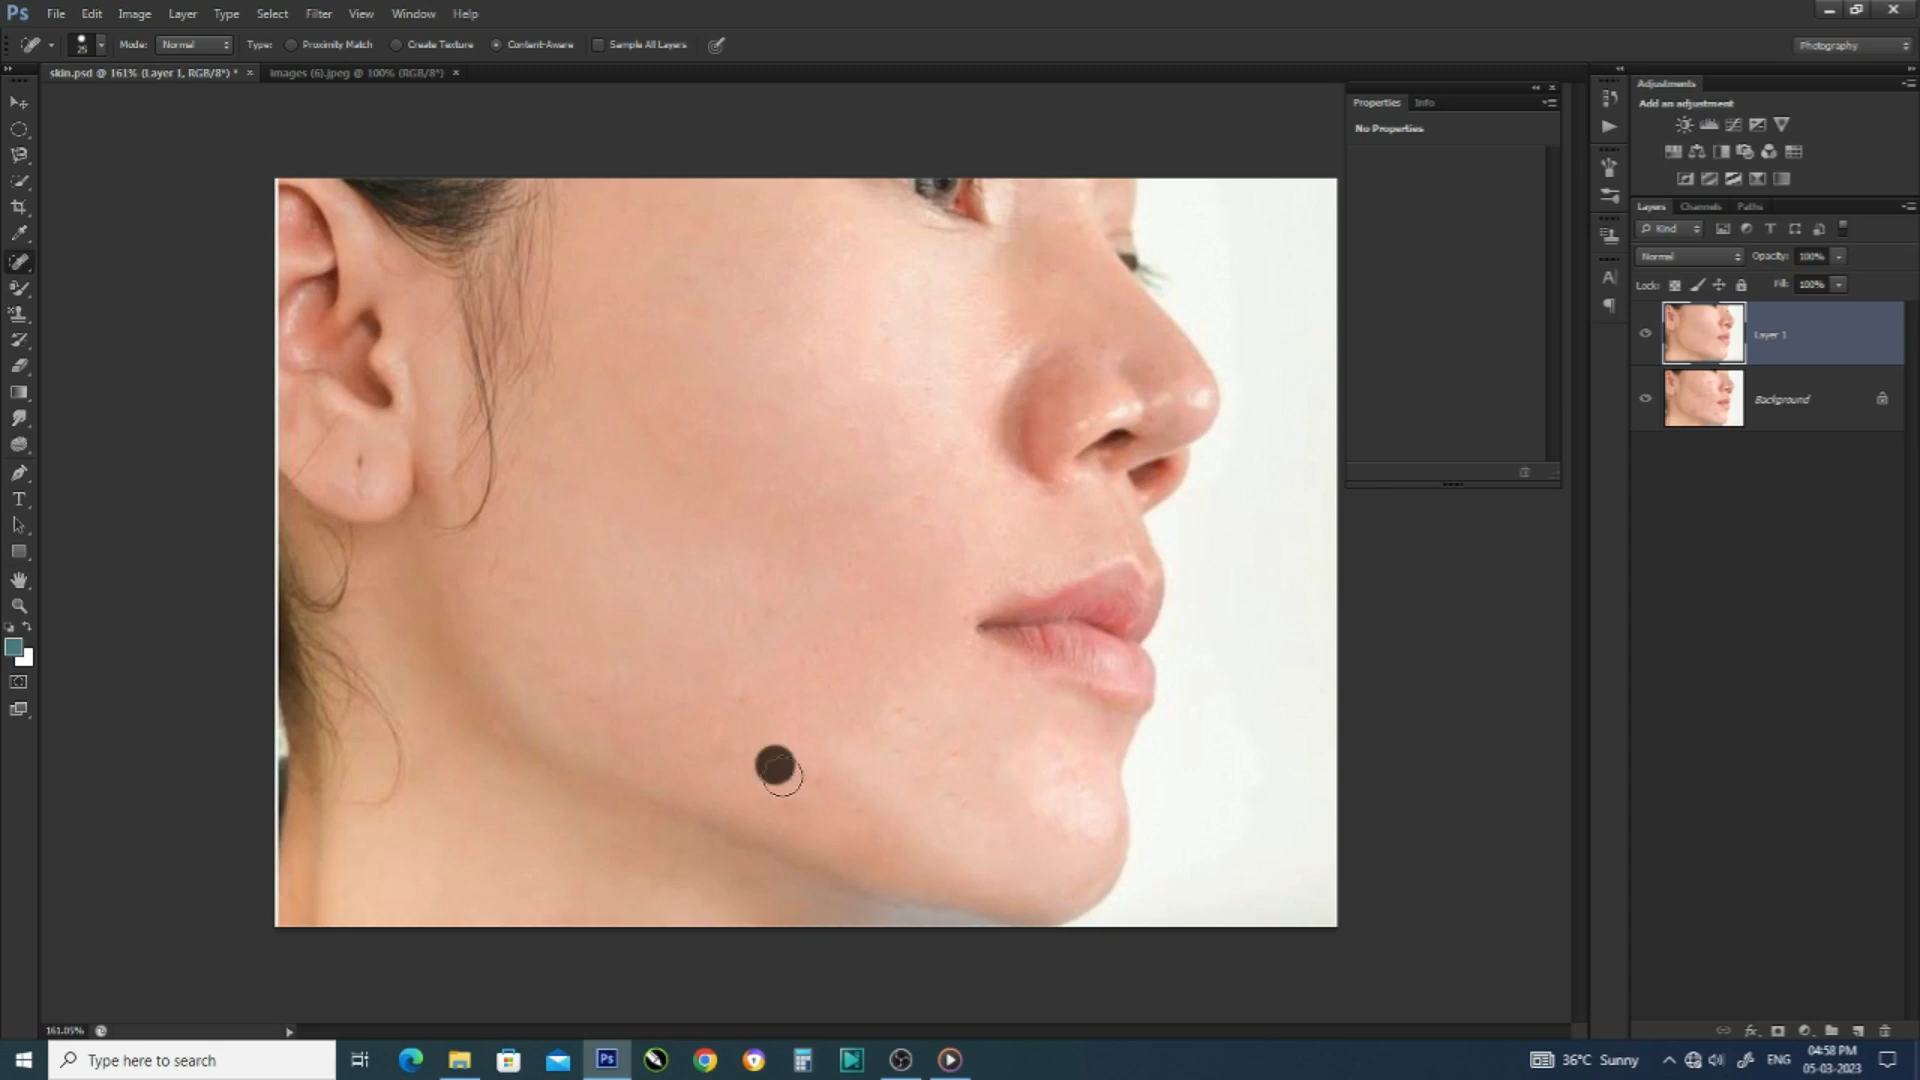 Ps File Edit Image Layer Type Select Filter View Window Help
25 Mode: Normal Type: Proximity Match Create Texture Content-Aware Sample All Layers Photography
skin.psd @ 161% (Layer 1, RGB/8*) * × images (6).jpeg @ 100% (RGB/8*) ×
Adjustments
Properties Info
Add an adjustment
No Properties
Layers Channels Paths
Kind
Normal Opacity: 100%
Lock: Fill: 100%
Layer 1
Background
161.05%
Type here to search
Ps
36°C Sunny
ENG
04:58 PM
05-03-2023